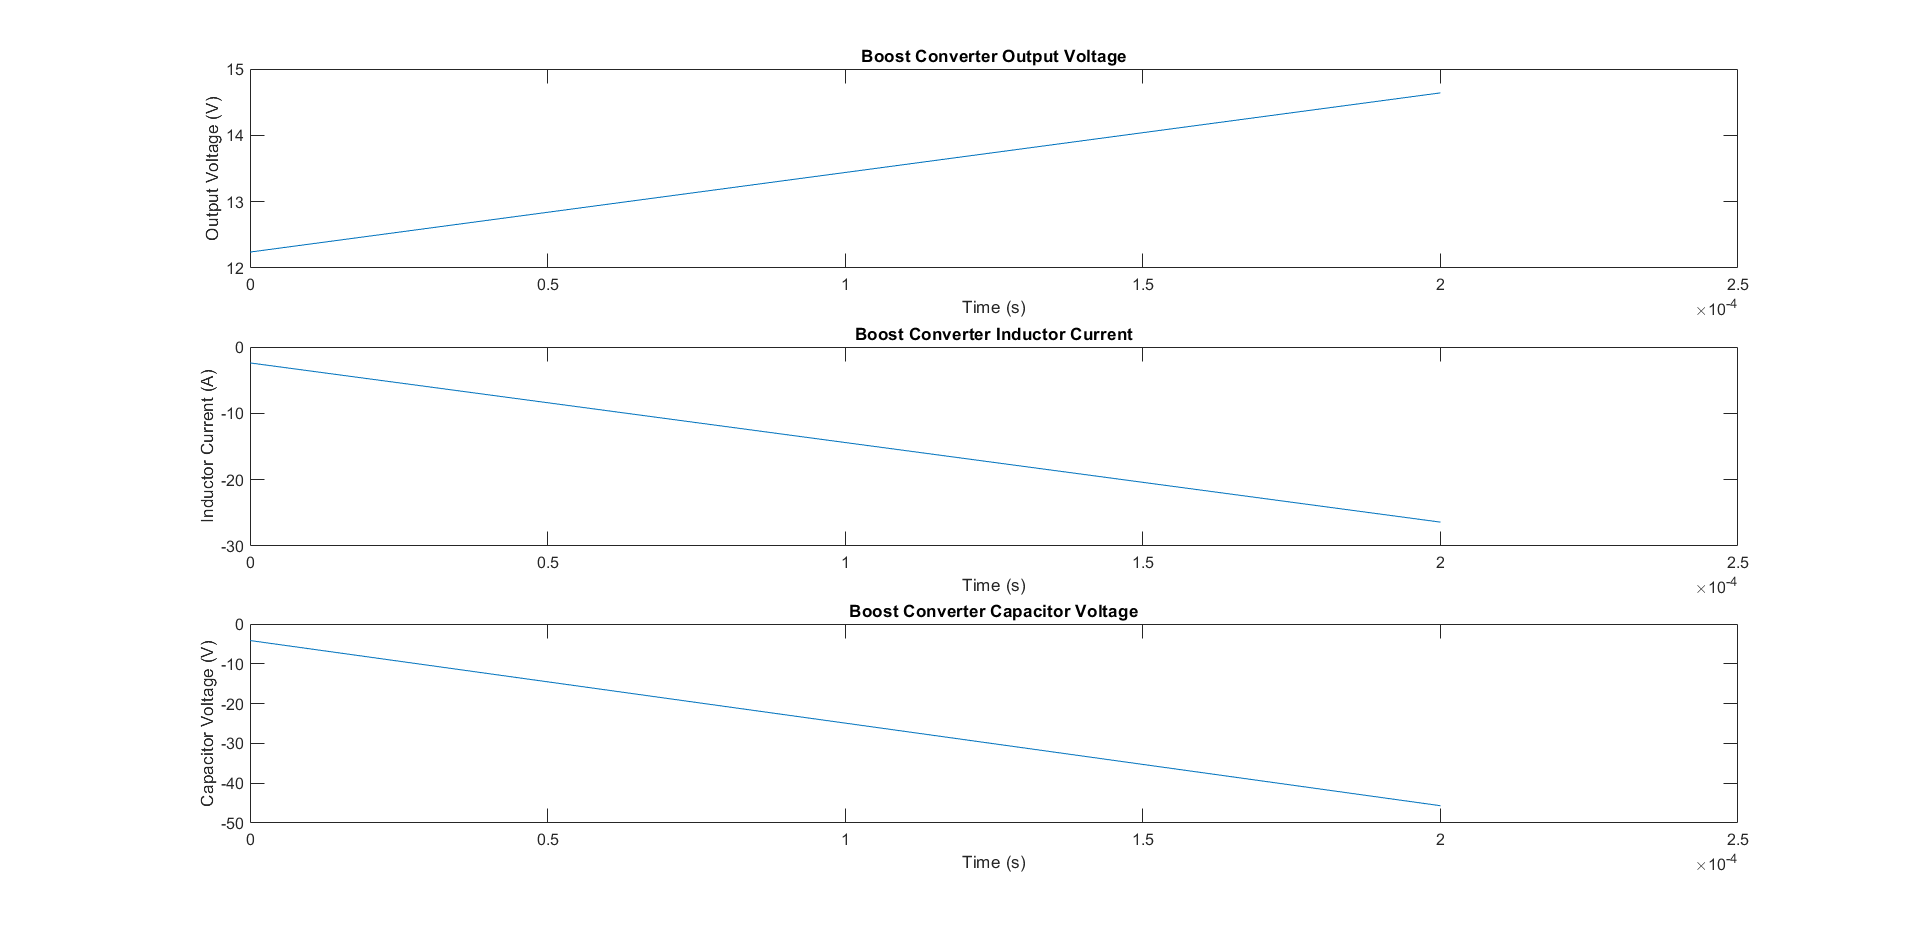 Boost Converter Output Voltage
Output Voltage (V)
15
14
13
12
0 0.5 1 1.5 2 2.5
Time (s)
×10-4
Boost Converter Inductor Current
Inductor Current (A)
0
-10
-20
-30
0 0.5 1 1.5 2 2.5
Time (s)
×10-4
Boost Converter Capacitor Voltage
Capacitor Voltage (V)
0
-10
-20
-30
-40
-50
0 0.5 1 1.5 2 2.5
Time (s)
×10-4